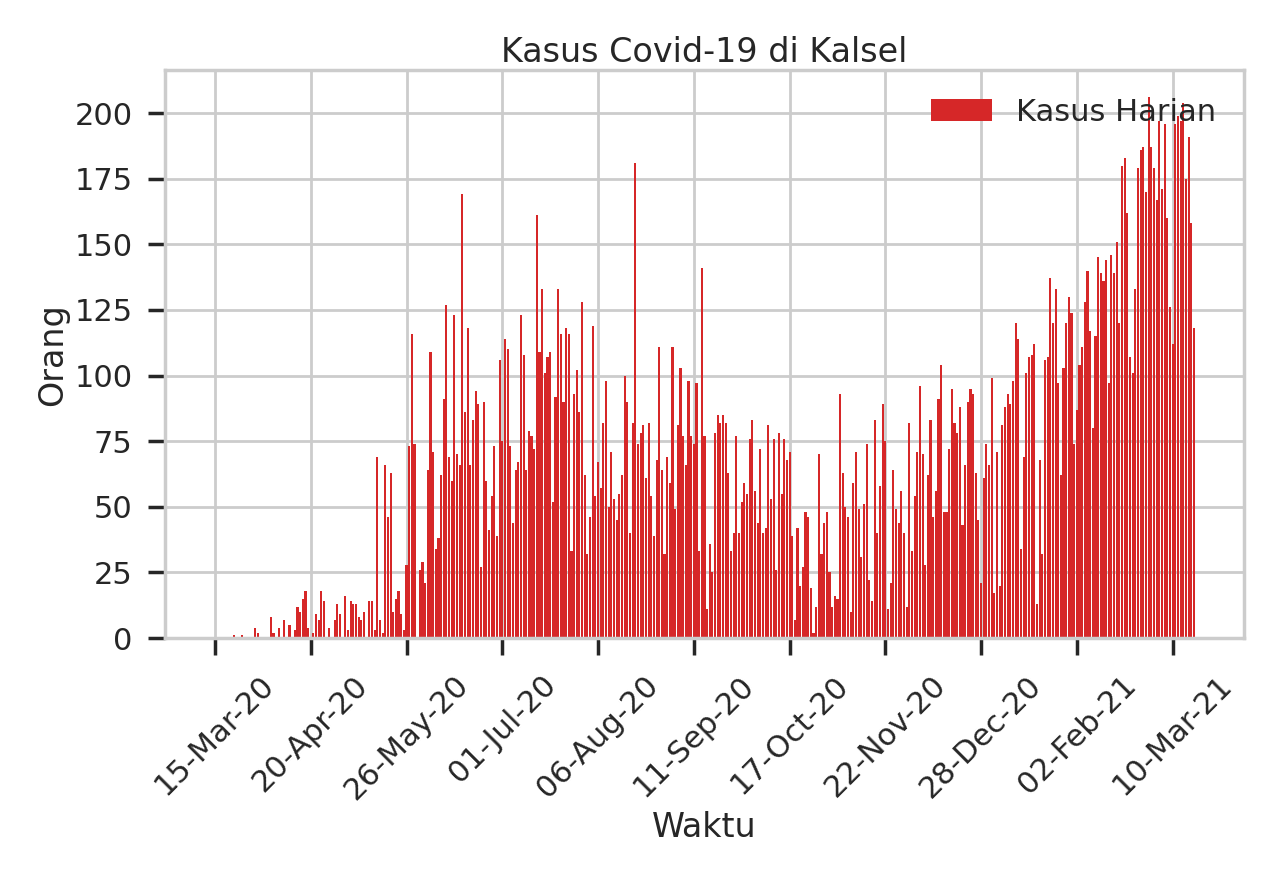 Kasus Covid-19 di Kalsel
Kasus Harian
Orang
200
175
150
125
100
75
50
25
0
15-Mar-20
20-Apr-20
26-May-20
01-Jul-20
06-Aug-20
11-Sep-20
17-Oct-20
22-Nov-20
28-Dec-20
02-Feb-21
10-Mar-21
Waktu